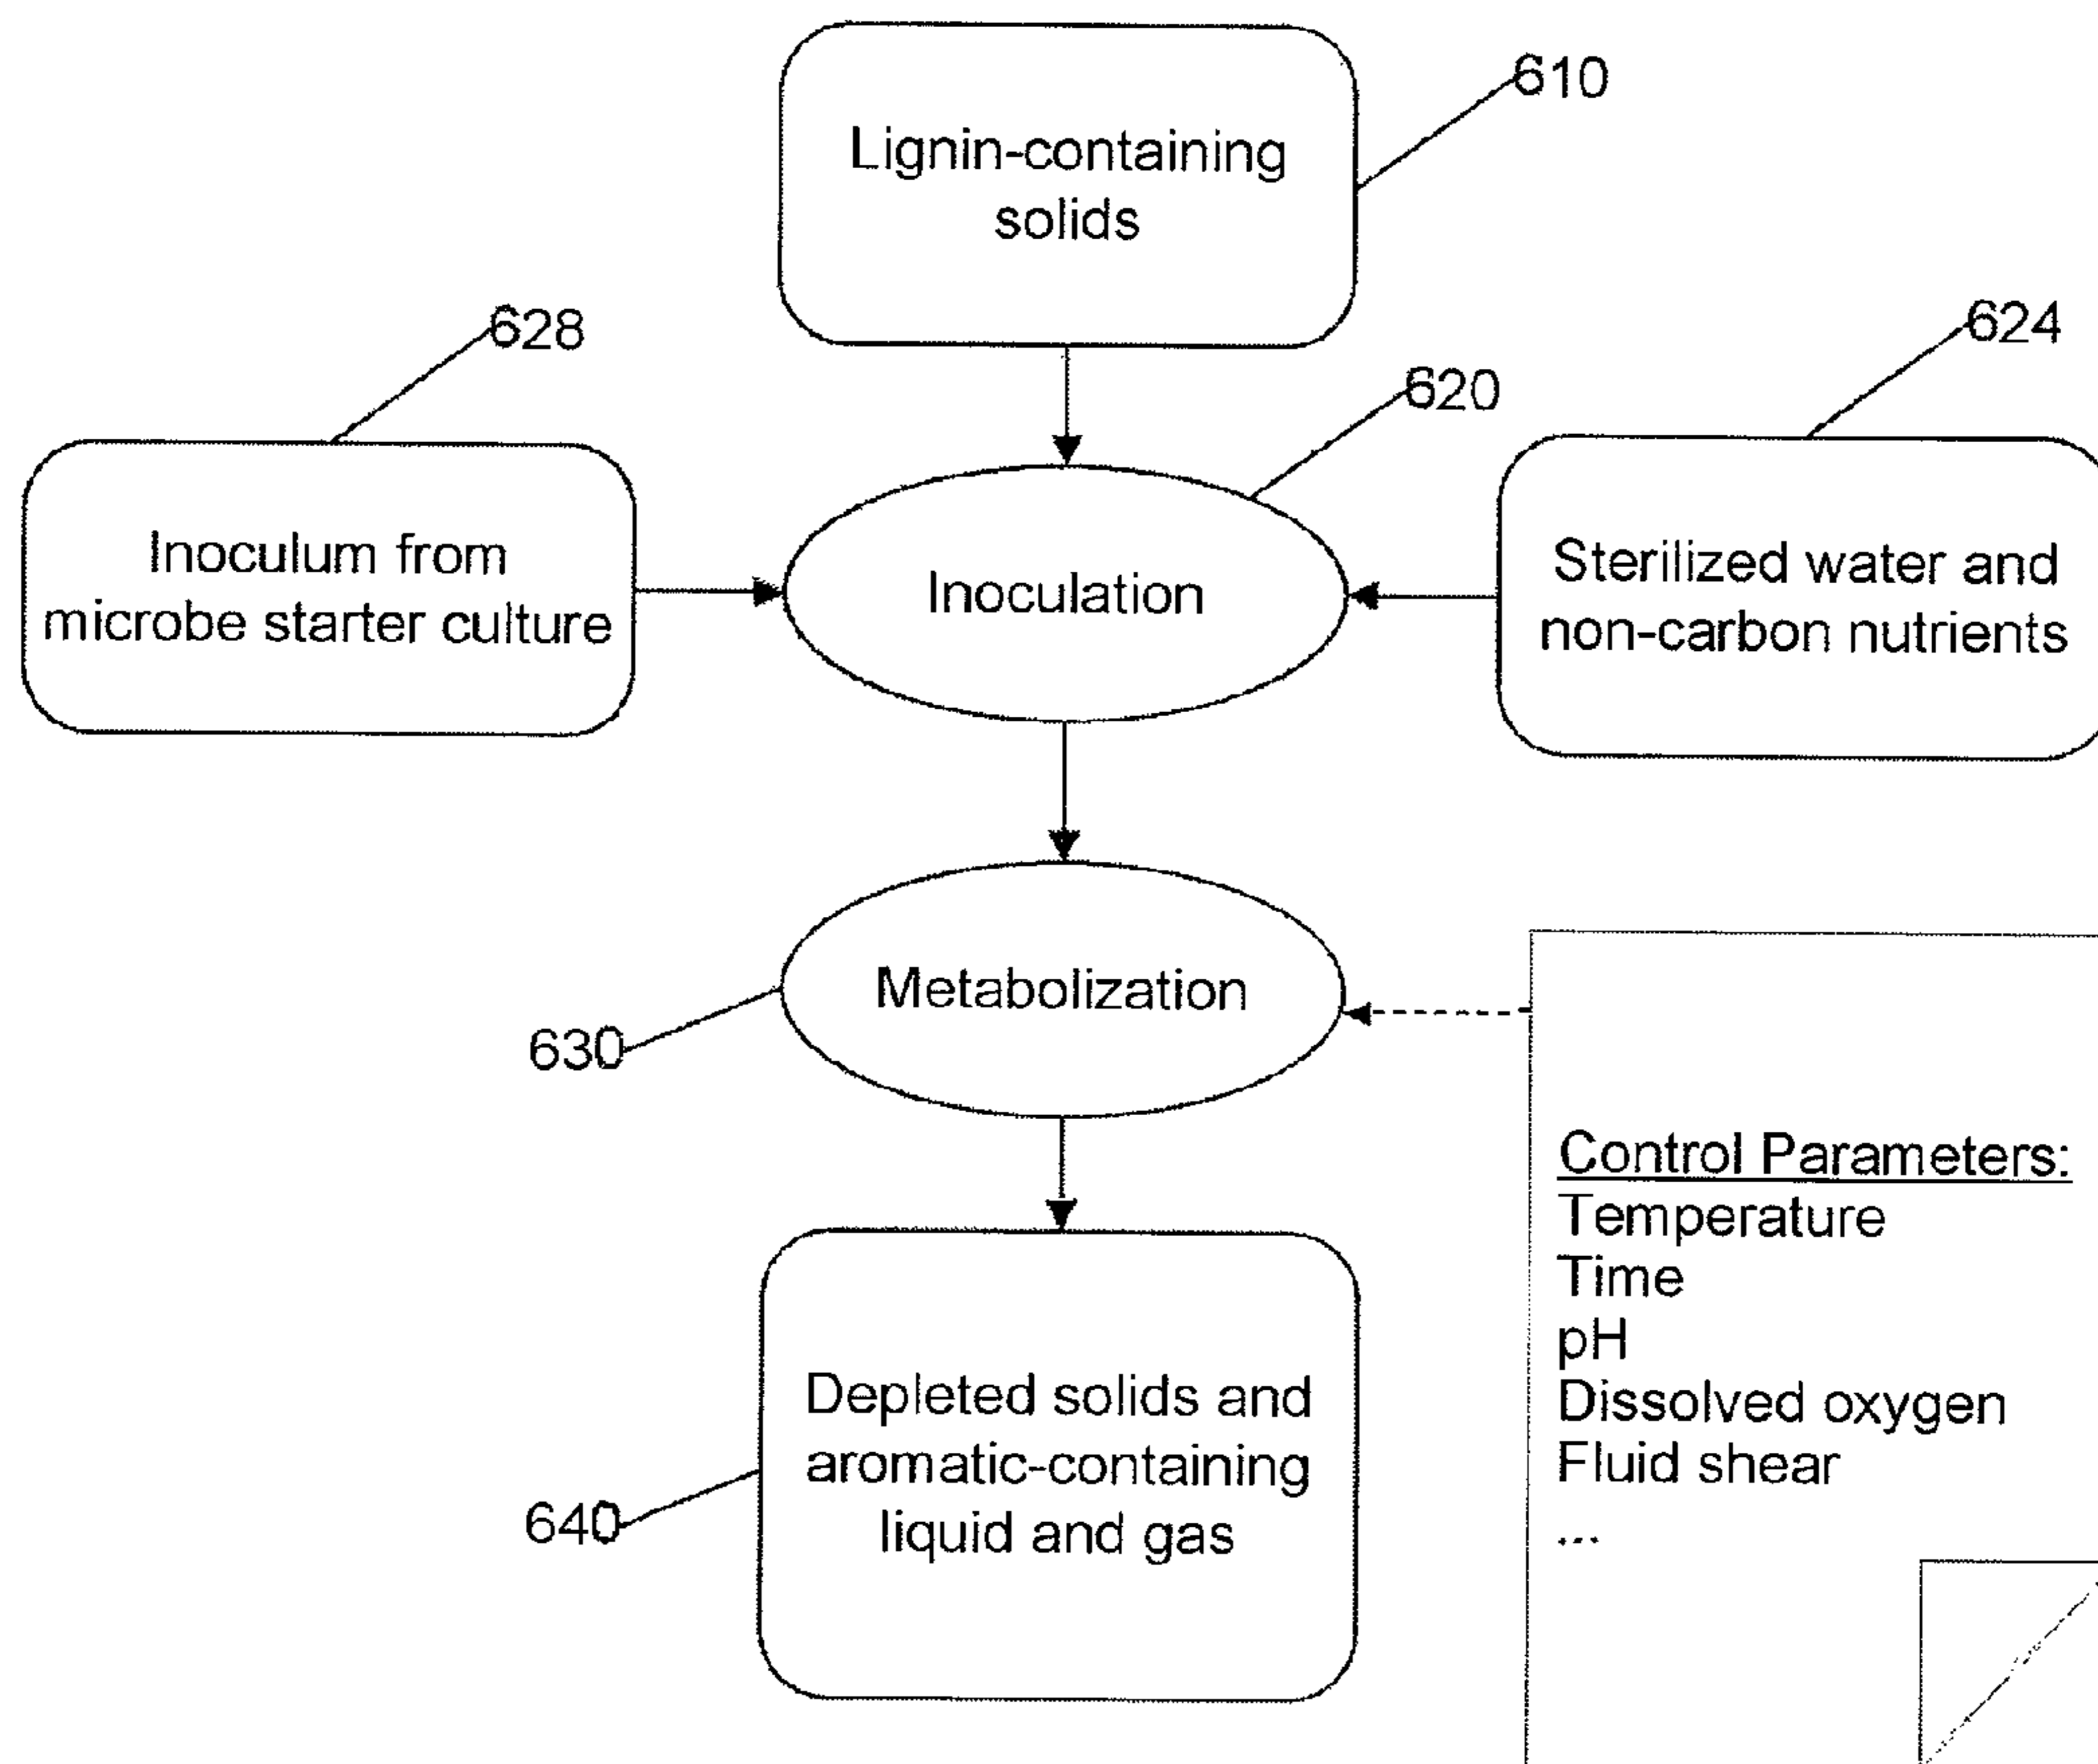 610
Lignin-containing
solids
628
624
620
Inoculum from
microbe starter culture
Inoculation
Sterilized water and
non-carbon nutrients
Metabolization
630
Control Parameters:
Temperature
Time
pH
Dissolved oxygen
Fluid shear
...
Depleted solids and
aromatic-containing
liquid and gas
640